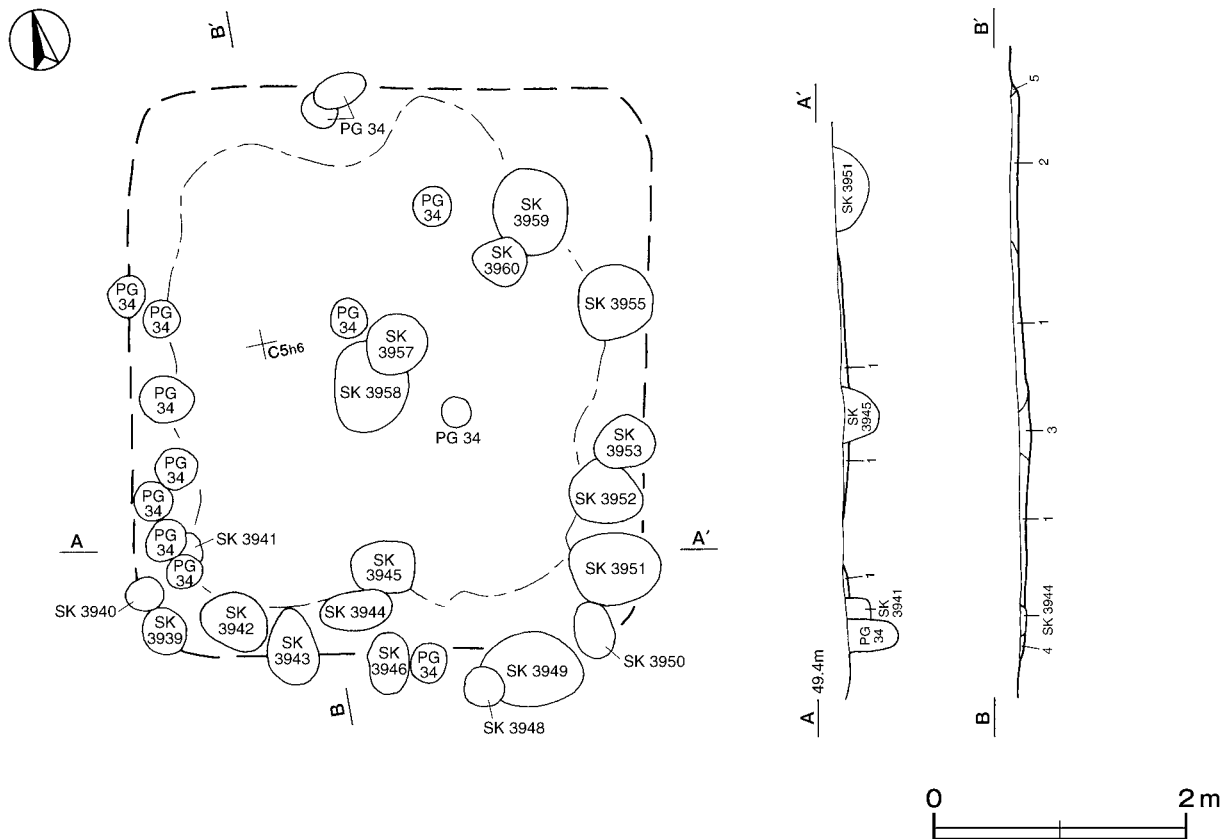 B′
PG 34
PG
34
SK
3959
SK
3960
PG
34
PG
34
SK 3955
PG
34
SK
3957
C5h6
SK 3958
PG
34
PG 34
SK
3953
PG
34
SK 3952
PG
34
PG
34
SK 3941
A
A′
SK
3945
SK 3951
PG
34
SK 3940
SK 3944
SK
3939
SK
3942
SK
3943
SK
3946
PG
34
SK 3949
SK 3950
SK 3948
B
A′
SK 3951
1
SK
3945
1
1
SK
3941
PG
34
49.4m
A
B′
5
2
1
3
1
SK 3944
4
B
0
2 m